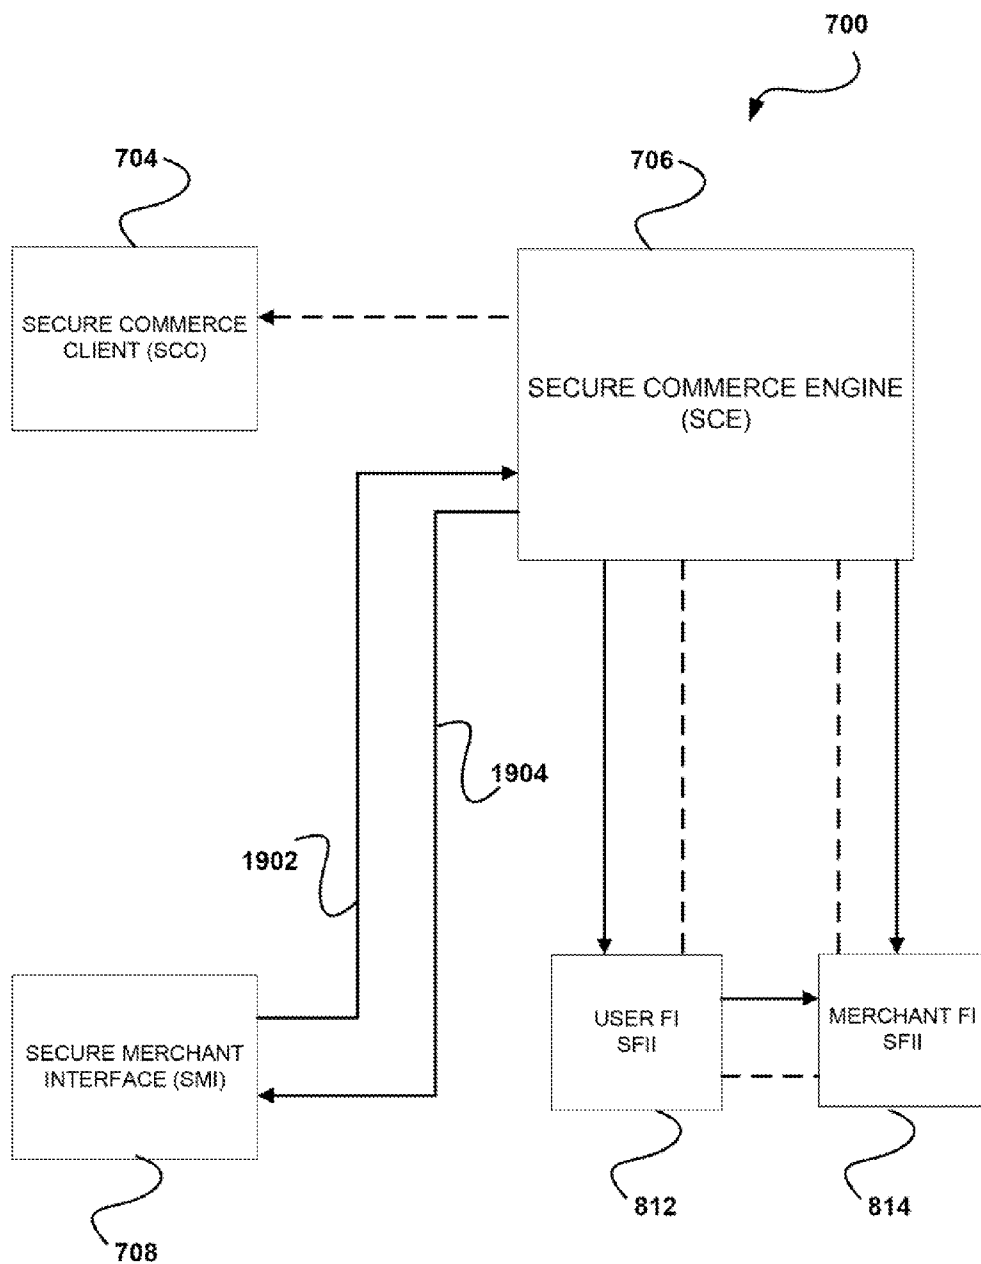 700
704
706
SECURE COMMERCE
CLIENT (SCC)
SECURE COMMERCE ENGINE
(SCE)
1904
1902
SECURE MERCHANT
INTERFACE (SMI)
USER FI
SFII
MERCHANT FI
SFII
708
812
814